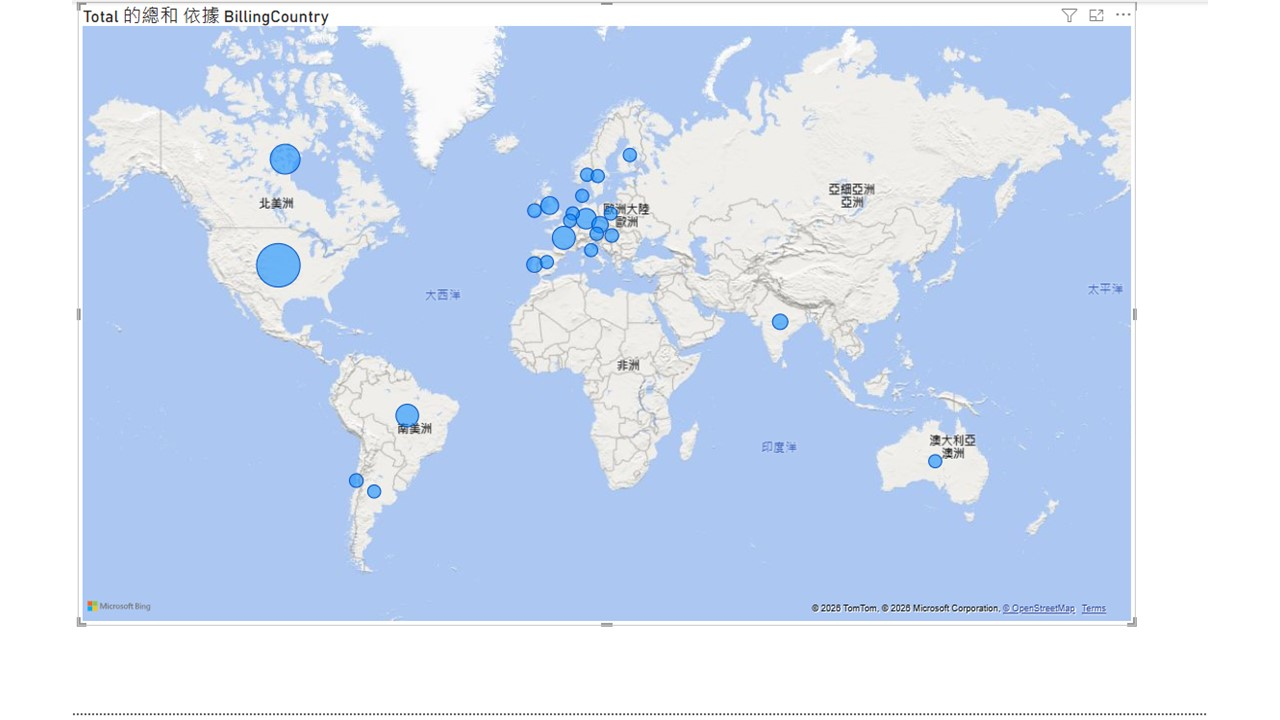 Total 的總和 依據 BillingCountry
北美洲
歐洲大陸
歐洲
亞細亞洲
亞洲
大西洋
太平洋
非洲
南美洲
印度洋
澳大利亞
澳洲
Microsoft Bing
© 2026 TomTom, © 2026 Microsoft Corporation, © OpenStreetMap Terms